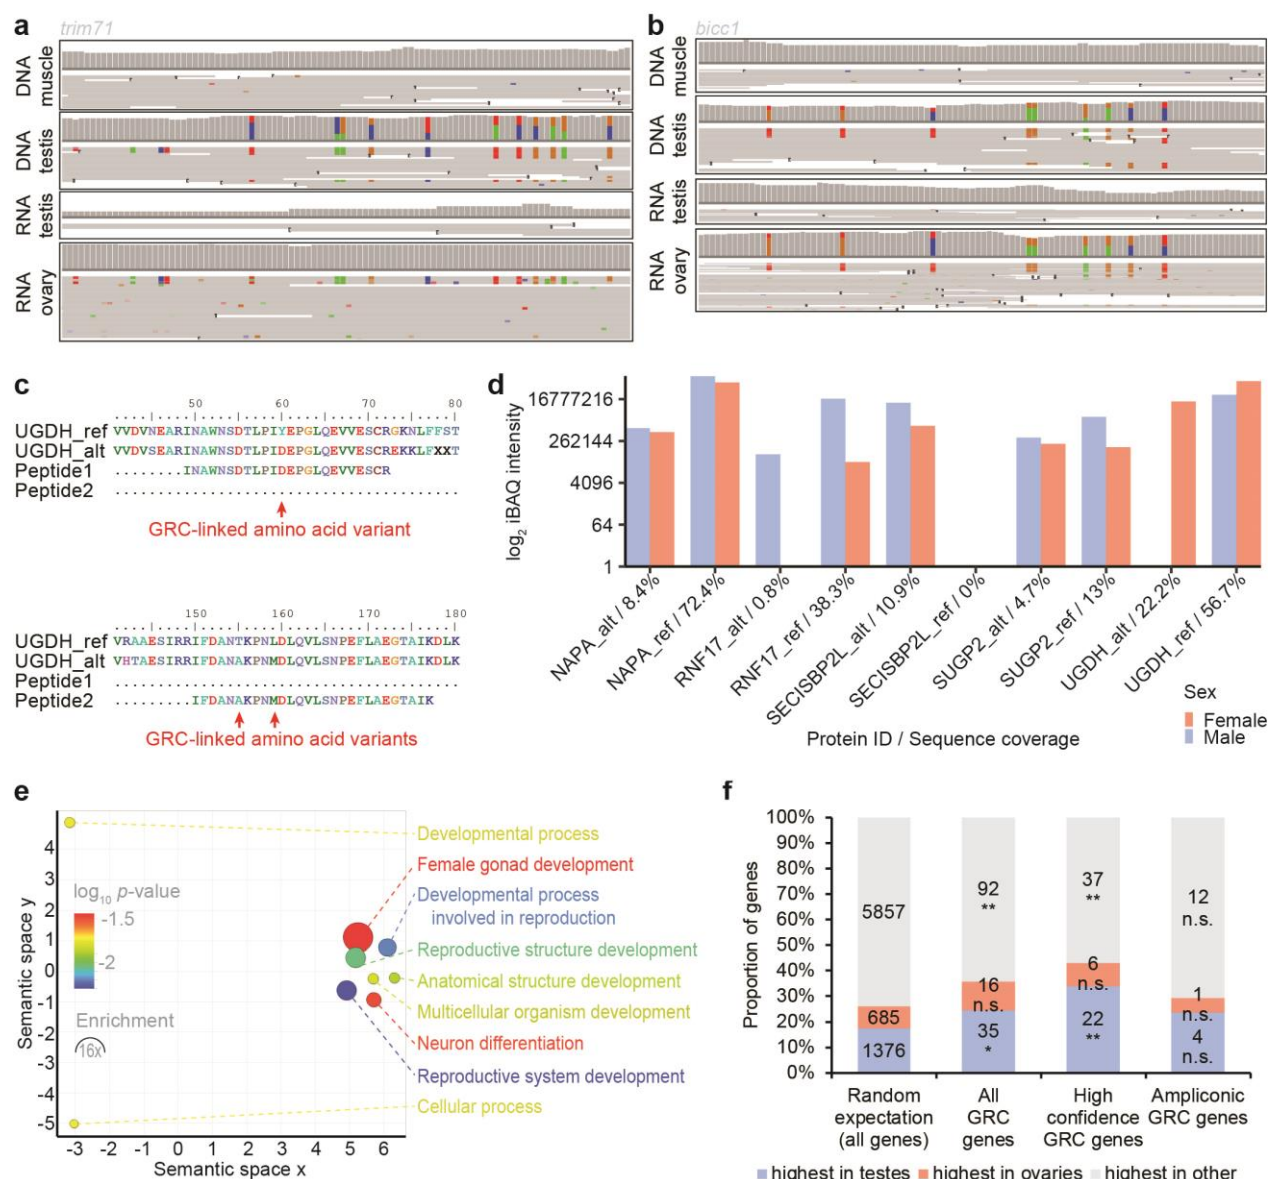 a
trim71
DNA muscle
DNA testis
RNA testis
RNA ovary
b
bicc1
DNA muscle
DNA testis
RNA testis
RNA ovary
c
50 60 70 80
UGDH_ref VVDVNEARINAWNSDTLPIYEPGLQEVVESCRGKNLFFST
UGDH_alt VVDVSEARINAWNSDTLPIDEPGLQEVVESCREKKLFXXT
Peptide1 ........INAWNSDTLPIDEPGLQEVVESCR
Peptide2 ........................................
GRC-linked amino acid variant
150 160 170 180
UGDH_ref VRAAESIRRIFDANTKPNLDLQVLSNPEFLAEGTAIKDLK
UGDH_alt VHTAESIRRIFDANAKPNMDLQVLSNPEFLAEGTAIKDLK
Peptide1 ........................................
Peptide2 .........IFDANAKPNMDLQVLSNPEFLAEGTAIK...
GRC-linked amino acid variants
d
log2 iBAQ intensity
16777216
262144
4096
64
1
NAPA_alt / 8.4%
NAPA_ref / 72.4%
RNF17_alt / 0.8%
RNF17_ref / 38.3%
SECISBP2L_alt / 10.9%
SECISBP2L_ref / 0%
SUGP2_alt / 4.7%
SUGP2_ref / 13%
UGDH_alt / 22.2%
UGDH_ref / 56.7%
Protein ID / Sequence coverage
Sex
Female
Male
e
Semantic space y
4
3
2
1
0
-1
-2
-3
-4
-5
log10 p-value
-1.5
-2
Enrichment
16x
Developmental process
Female gonad development
Developmental process
involved in reproduction
Reproductive structure development
Anatomical structure development
Multicellular organism development
Neuron differentiation
Reproductive system development
Cellular process
-3 -2 -1 0 1 2 3 4 5 6
Semantic space x
f
Proportion of genes
100%
90%
80%
70%
60%
50%
40%
30%
20%
10%
0%
5857
685
1376
92
**
16
n.s.
35
*
37
**
6
n.s.
22
**
12
n.s.
1
n.s.
4
n.s.
Random
expectation
(all genes)
All
GRC
genes
High
confidence
GRC genes
Ampliconic
GRC genes
highest in testes highest in ovaries highest in other